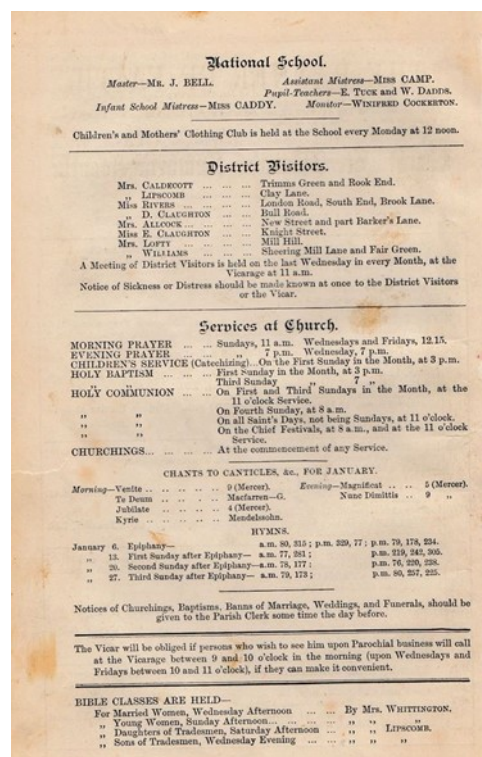 National School.
Master—Mr. J. BELL. Assistant Mistress—Miss CAMP.
Pupil-Teachers—E. Tuck and W. Dadds.
Infant School Mistress—MISS CADDY. Monitor—Winifred Cockerton.
Children's and Mothers' Clothing Club is held at the School every Monday at 12 noon.
District Visitors.
Mrs. Caldecott ... ... ... Trimms Green and Rook End.
„ Lipscomb ... ... ... Clay Lane.
Miss Rivers ... ... ... London Road, South End, Brook Lane.
„ D. Claughton ... ... Bull Road.
Mrs. Allcock ... ... ... New Street and part Barker's Lane.
Miss E. Claughton ... ... Knight Street.
Mrs. Lofty ... ... ... Mill Hill.
„ Williams ... ... ... Sheering Mill Lane and Fair Green.
A Meeting of District Visitors is held on the last Wednesday in every Month, at the
Vicarage at 11 a.m.
Notice of Sickness or Distress should be made known at once to the District Visitors
or the Vicar.
Services at Church.
MORNING PRAYER ... ... Sundays, 11 a.m. Wednesdays and Fridays, 12.15.
EVENING PRAYER ... ... „ 7 p.m. Wednesday, 7 p.m.
CHILDREN'S SERVICE (Catechizing)...On the First Sunday in the Month, at 3 p.m.
HOLY BAPTISM ... ... ... First Sunday in the Month, at 3 p.m.
„ „ Third Sunday „ 7 „
HOLY COMMUNION ... ... On First and Third Sundays in the Month, at the
11 o'clock Service.
„ „ On Fourth Sunday, at 8 a.m.
„ „ On all Saint's Days, not being Sundays, at 11 o'clock.
„ „ On the Chief Festivals, at 8 a.m., and at the 11 o'clock
Service.
CHURCHINGS... ... ... ... At the commencement of any Service.
CHANTS TO CANTICLES, &c., FOR JANUARY.
Morning—Venite .. .. .. .. 9 (Mercer). Evening—Magnificat .. .. 5 (Mercer).
Te Deum .. .. .. .. Macfarren—G. Nunc Dimittis .. 9 „
Jubilate .. .. .. .. 4 (Mercer).
Kyrie .. .. .. .. Mendelssohn.
HYMNS.
January 6. Epiphany— a.m. 80, 315; p.m. 329, 77; p.m. 79, 178, 234.
„ 13. First Sunday after Epiphany— a.m. 77, 281; p.m. 219, 242, 305.
„ 20. Second Sunday after Epiphany—a.m. 78, 177; p.m. 76, 220, 238.
„ 27. Third Sunday after Epiphany— a.m. 79, 173; p.m. 80, 257, 225.
Notices of Churchings, Baptisms, Banns of Marriage, Weddings, and Funerals, should be
given to the Parish Clerk some time the day before.
The Vicar will be obliged if persons who wish to see him upon Parochial business will call
at the Vicarage between 9 and 10 o'clock in the morning (upon Wednesdays and
Fridays between 10 and 11 o'clock), if they can make it convenient.
BIBLE CLASSES ARE HELD—
For Married Women, Wednesday Afternoon ... ... By Mrs. Whittington.
„ Young Women, Sunday Afternoon... ... ... ... „ „ „
„ Daughters of Tradesmen, Saturday Afternoon ... „ „ Lipscomb.
„ Sons of Tradesmen, Wednesday Evening ... ... „ „ „